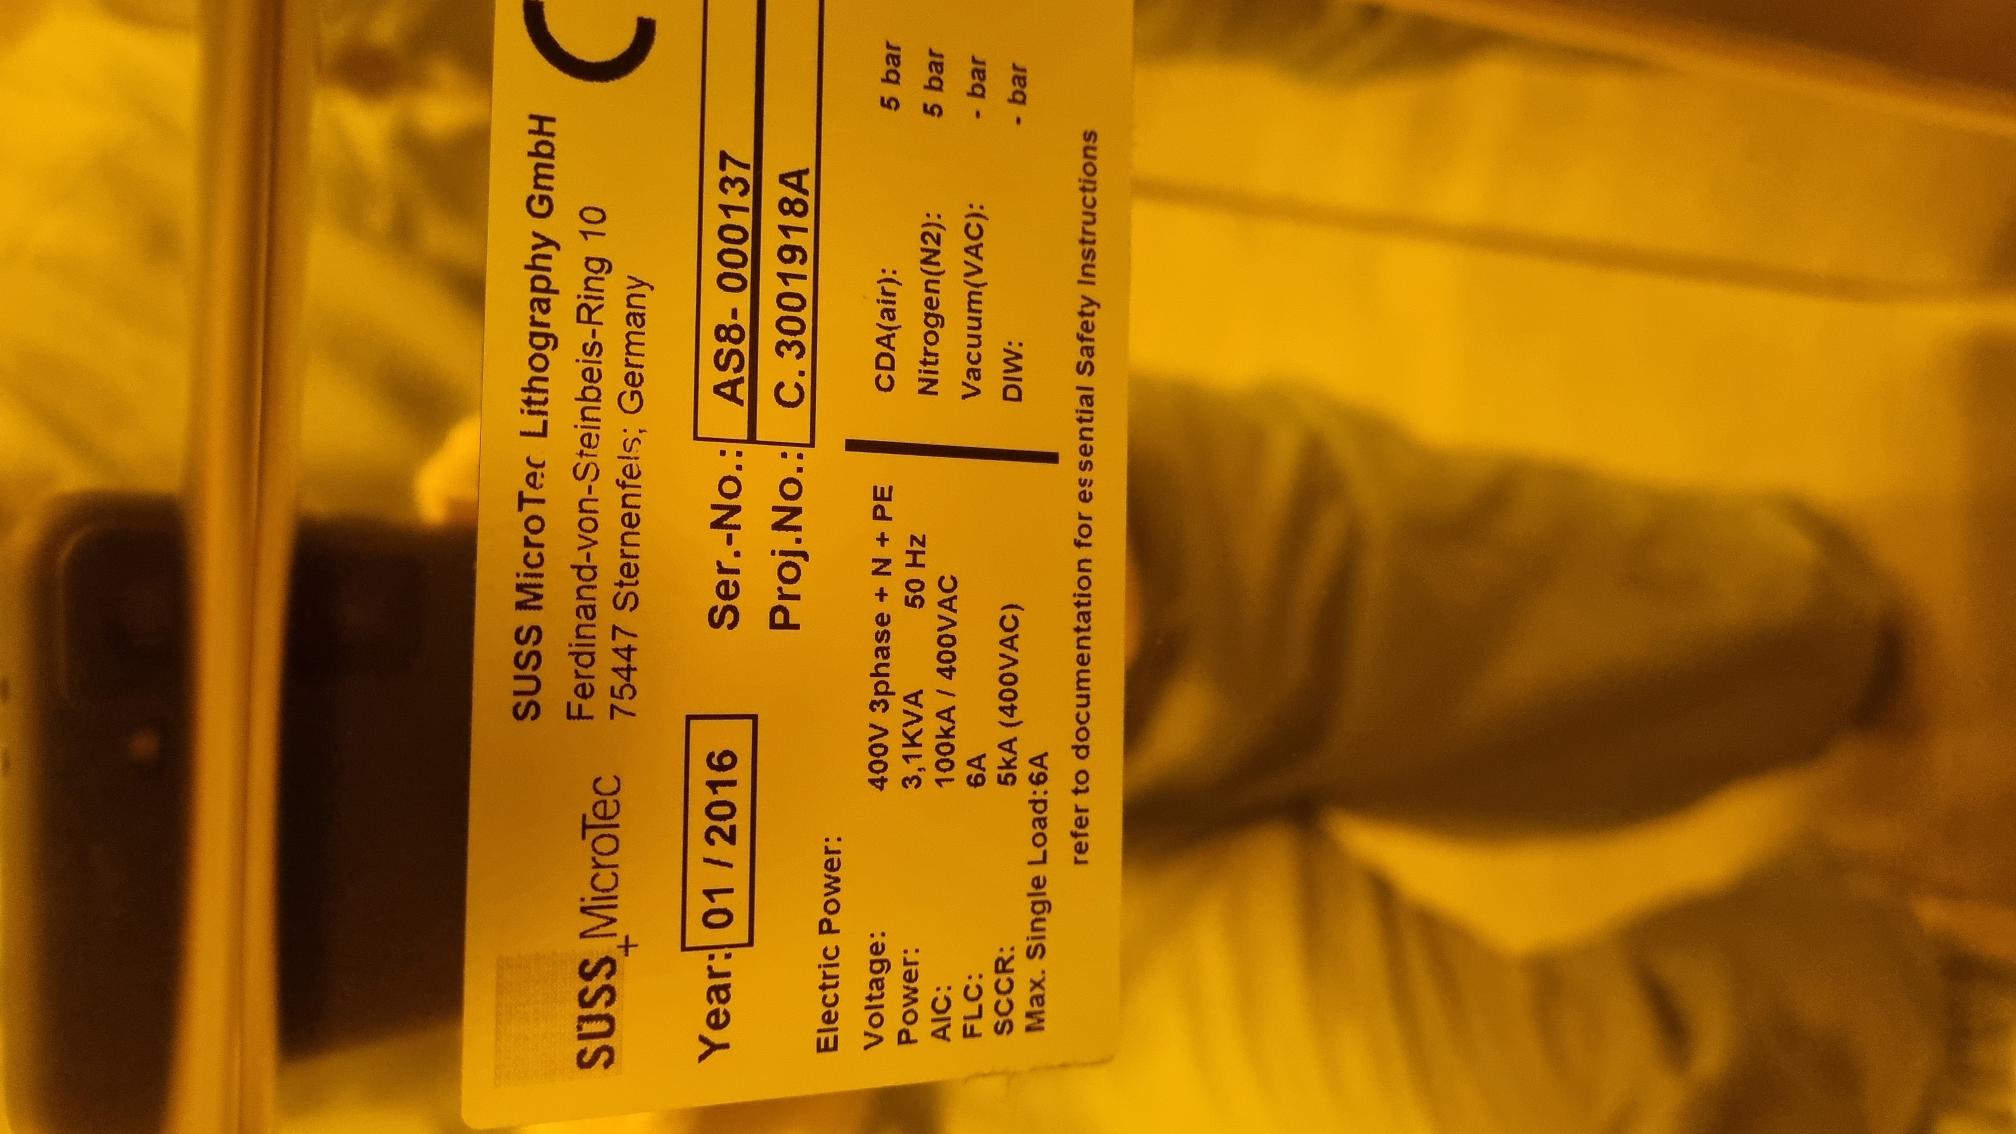 SUSS MicroTec Lithography GmbH
SUSS MicroTec
Ferdinand-von-Steinbeis-Ring 10
75447 Sternenfels; Germany
Year: 01 / 2016
Ser.-No.: AS8- 000137
Proj.No.: C.3001918A
Electric Power:
Voltage: 400V 3phase + N + PE
Power: 3,1KVA 50 Hz
AIC: 100kA / 400VAC
FLC: 6A
SCCR: 5kA (400VAC)
Max. Single Load:6A
CDA(air): 5 bar
Nitrogen(N2): 5 bar
Vacuum(VAC): - bar
DIW: - bar
refer to documentation for essential Safety Instructions